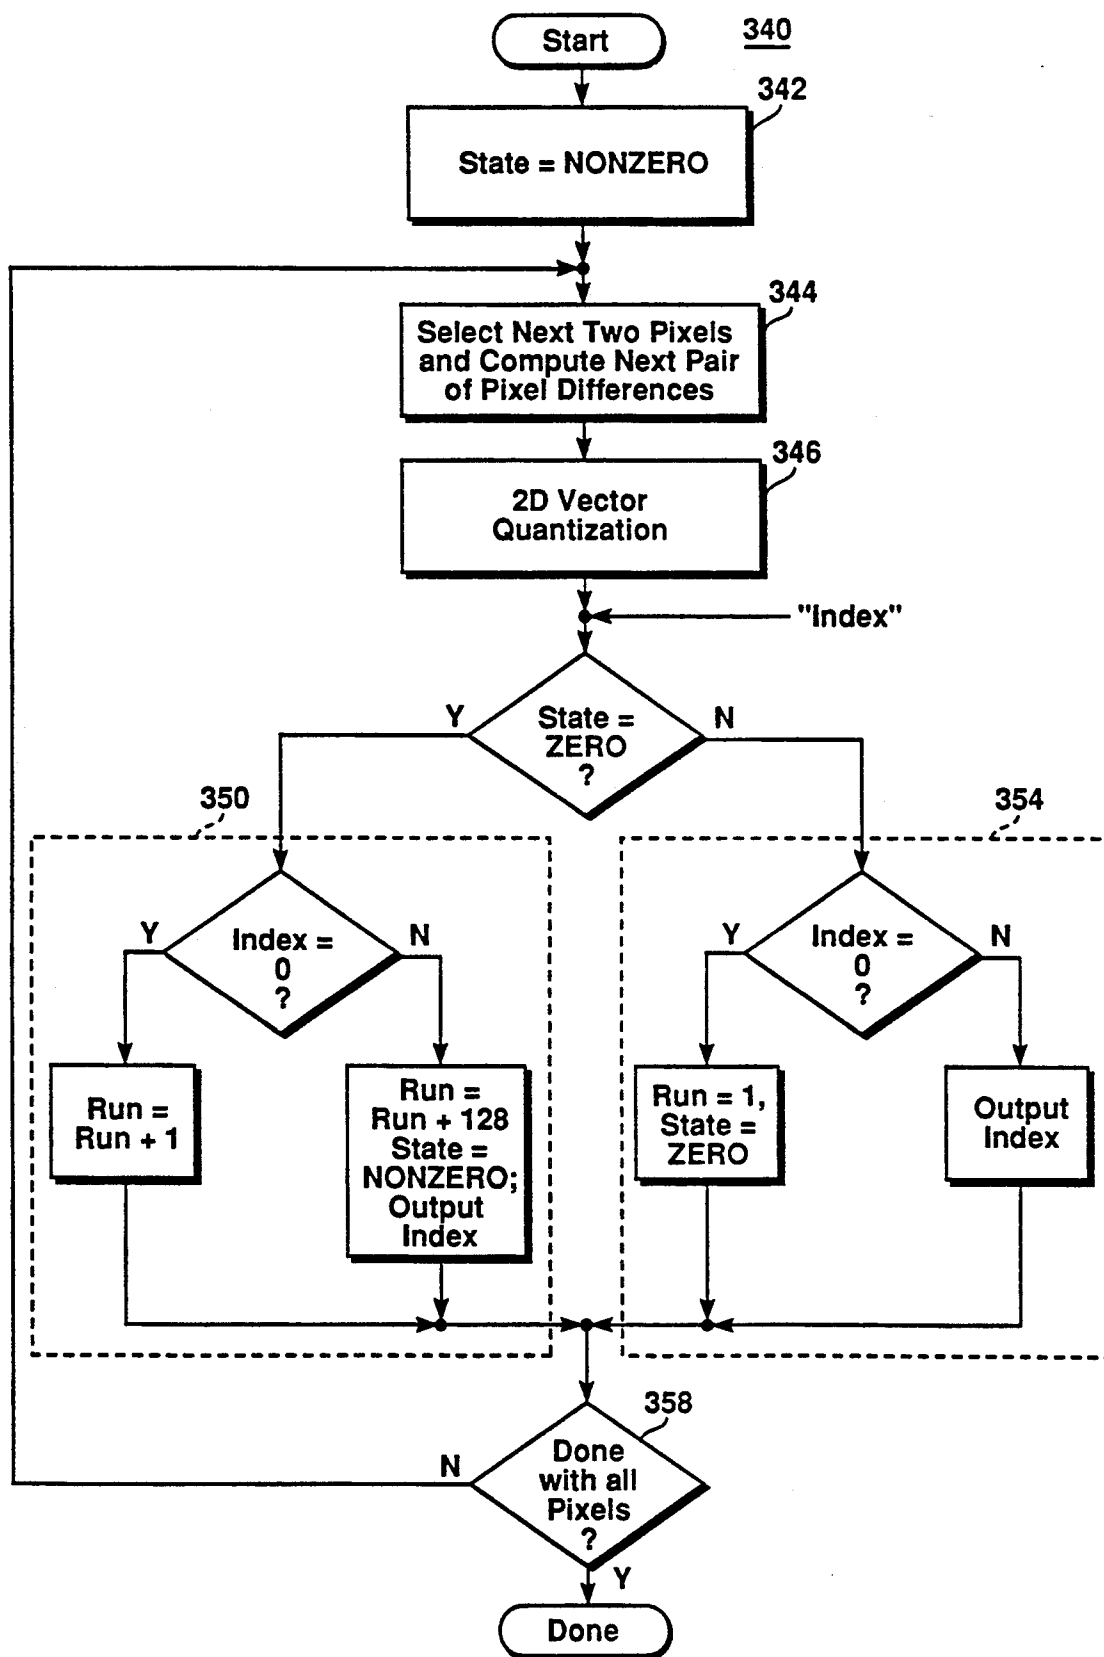 Start
340
342
State = NONZERO
344
Select Next Two Pixels
and Compute Next Pair
of Pixel Differences
346
2D Vector
Quantization
"Index"
Y
State =
ZERO
?
N
350
354
Y
Index =
0
?
N
Y
Index =
0
?
N
Run =
Run + 1
Run =
Run + 128
State =
NONZERO;
Output
Index
Run = 1,
State =
ZERO
Output
Index
358
N
Done
with all
Pixels
?
Y
Done